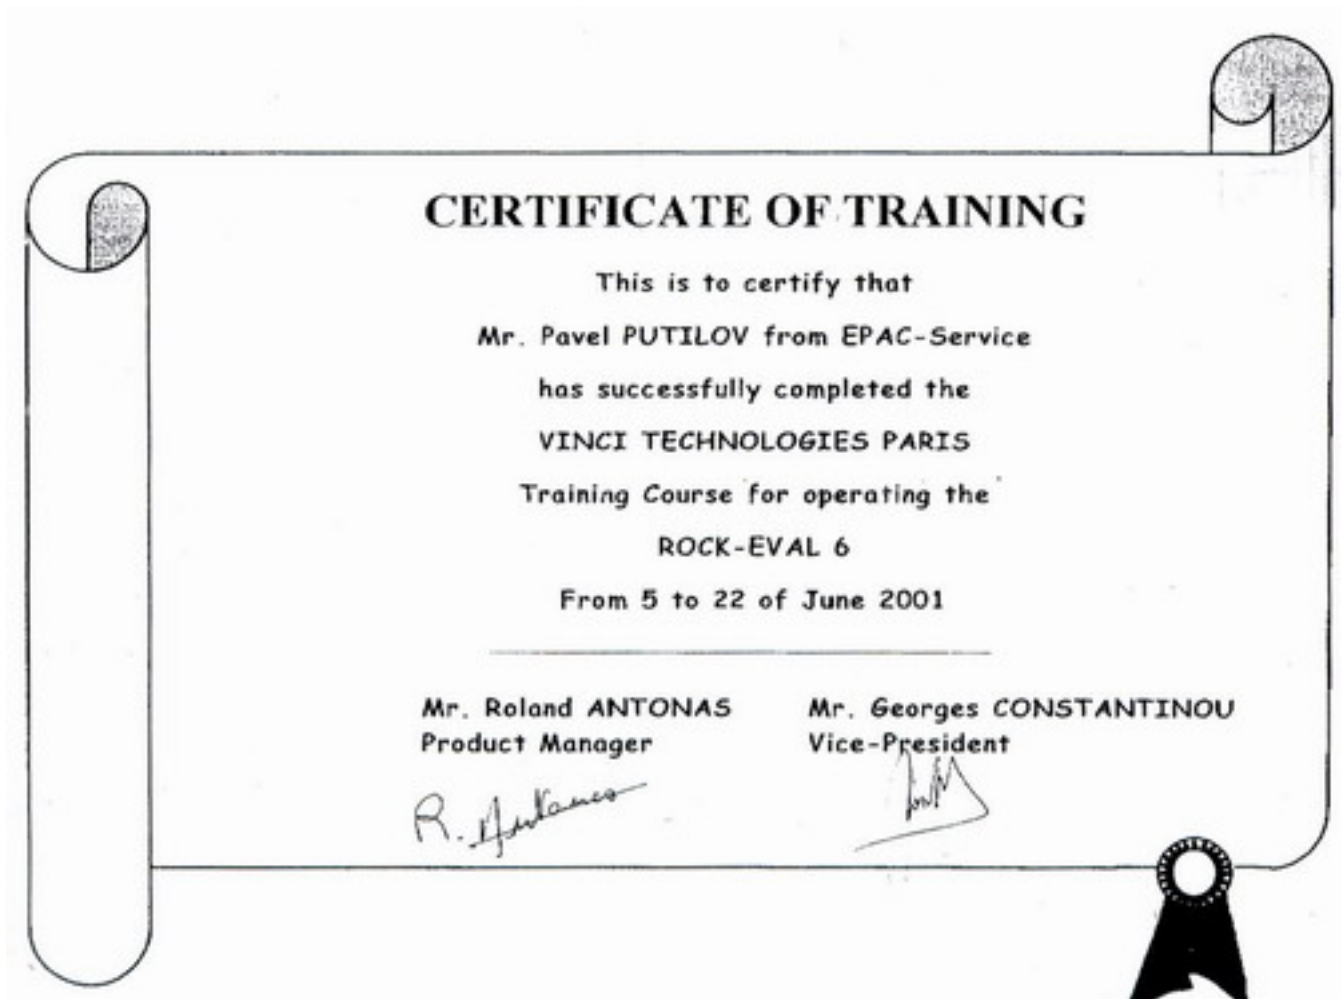 CERTIFICATE OF TRAINING
This is to certify that
Mr. Pavel PUTILOV from EPAC-Service
has successfully completed the
VINCI TECHNOLOGIES PARIS
Training Course for operating the
ROCK-EVAL 6
From 5 to 22 of June 2001
Mr. Roland ANTONAS
Product Manager
R. Antonas
Mr. Georges CONSTANTINOU
Vice-President